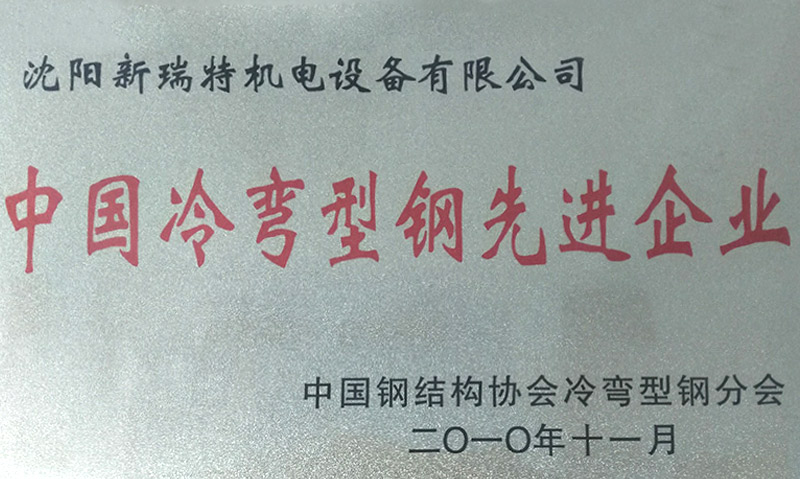 沈阳新瑞特机电设备有限公司
中国冷弯型钢先进企业
中国钢结构协会冷弯型钢分会
二〇一〇年十一月